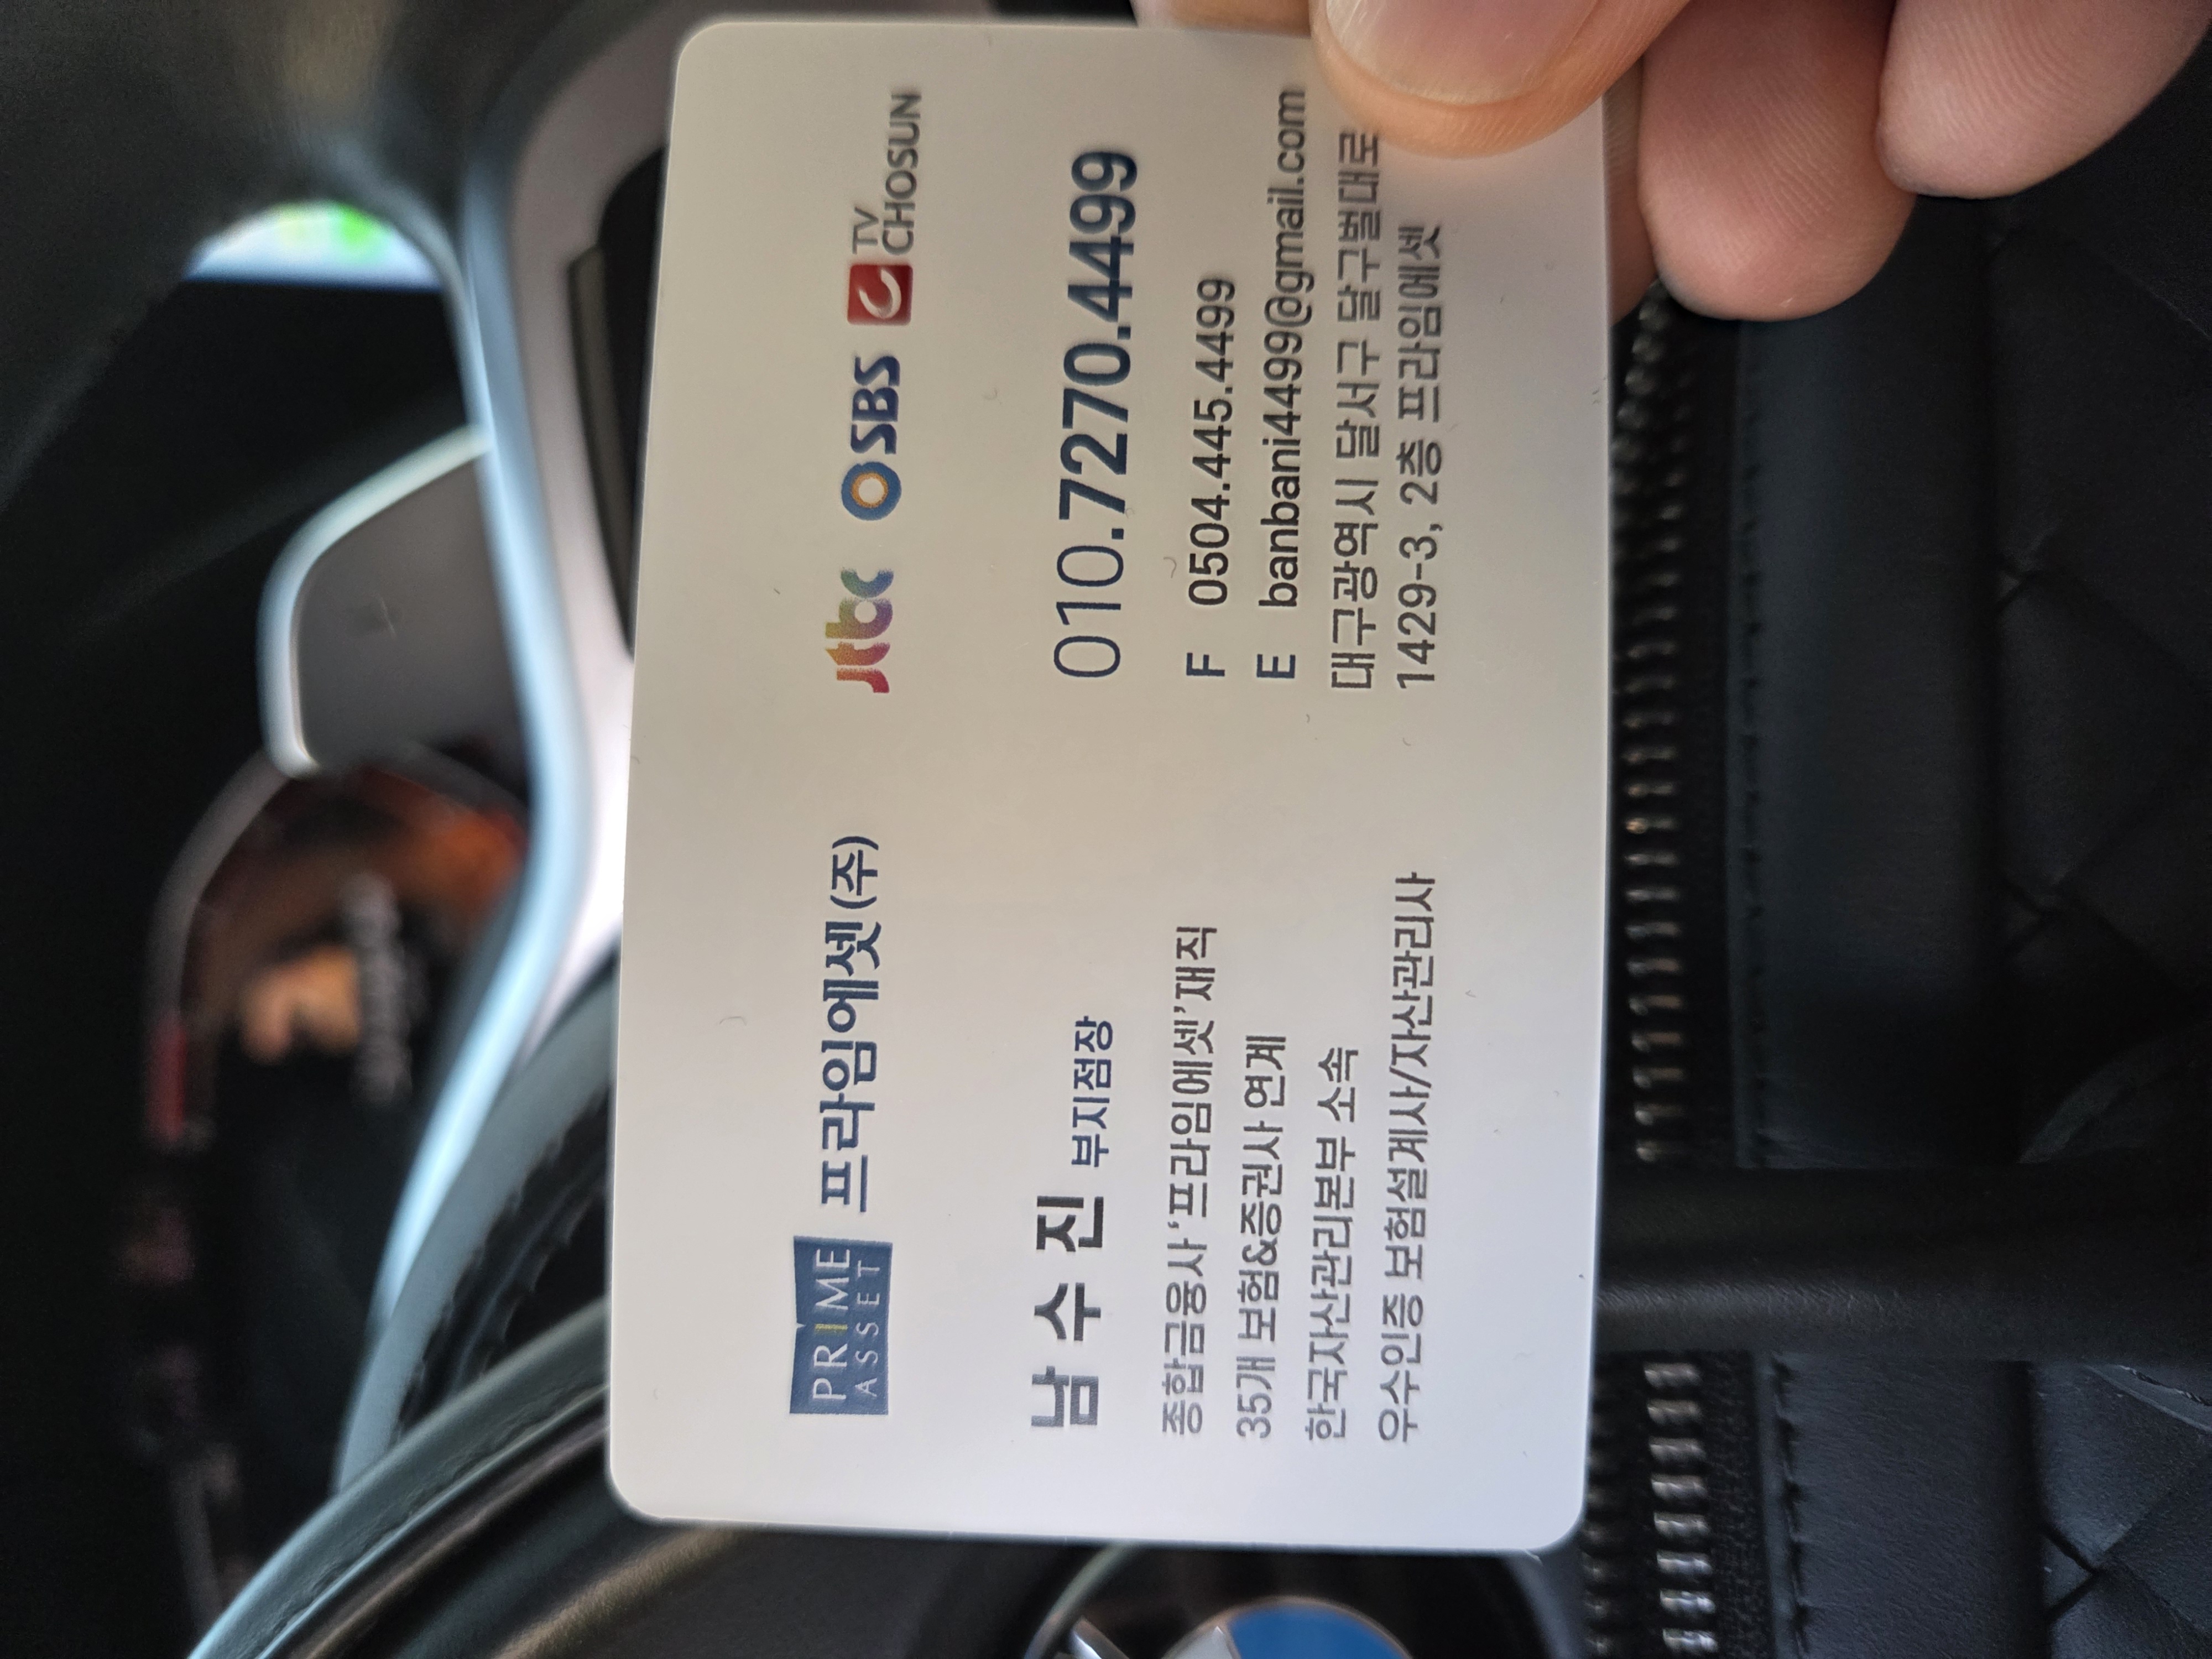 PRIME
ASSET
프라임에셋(주)
남수진 부지점장
종합금융사 '프라임에셋' 재직
35개 보험&증권사 연계
한국자산관리본부 소속
우수인증 보험설계사/자산관리사
jtbc SBS TV CHOSUN
010.7270.4499
F 0504.445.4499
E banbani4499@gmail.com
대구광역시 달서구 달구벌대로
1429-3, 2층 프라임에셋